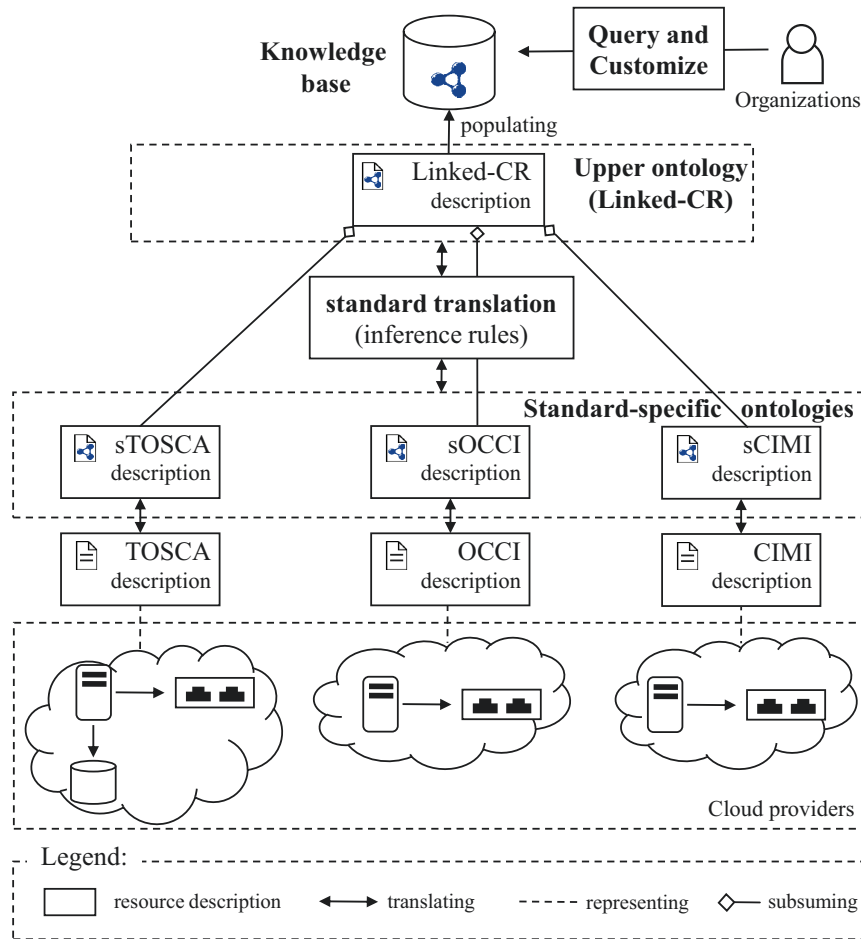 Knowledge
base
Query and
Customize
Organizations
populating
Linked-CR
description
Upper ontology
(Linked-CR)
standard translation
(inference rules)
Standard-specific ontologies
sTOSCA
description
sOCCI
description
sCIMI
description
TOSCA
description
OCCI
description
CIMI
description
Cloud providers
Legend:
resource description
translating
representing
subsuming